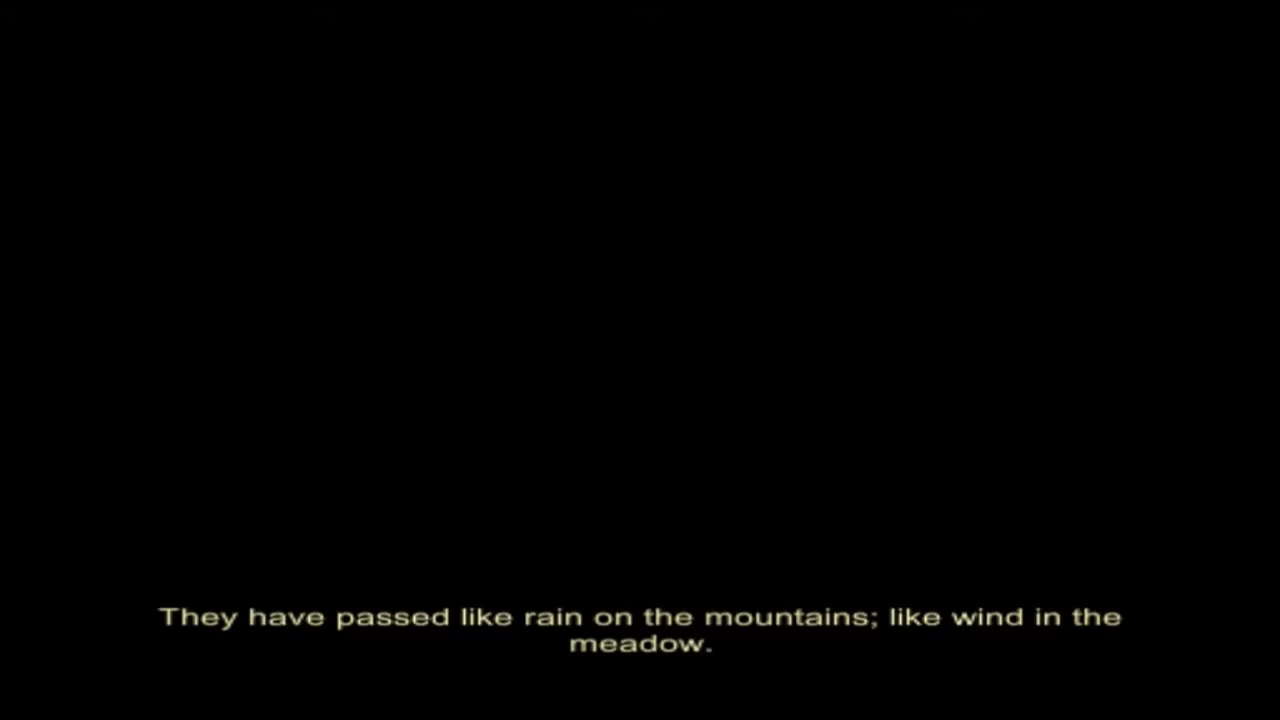 They have passed like rain on the mountains; like wind in the
meadow.